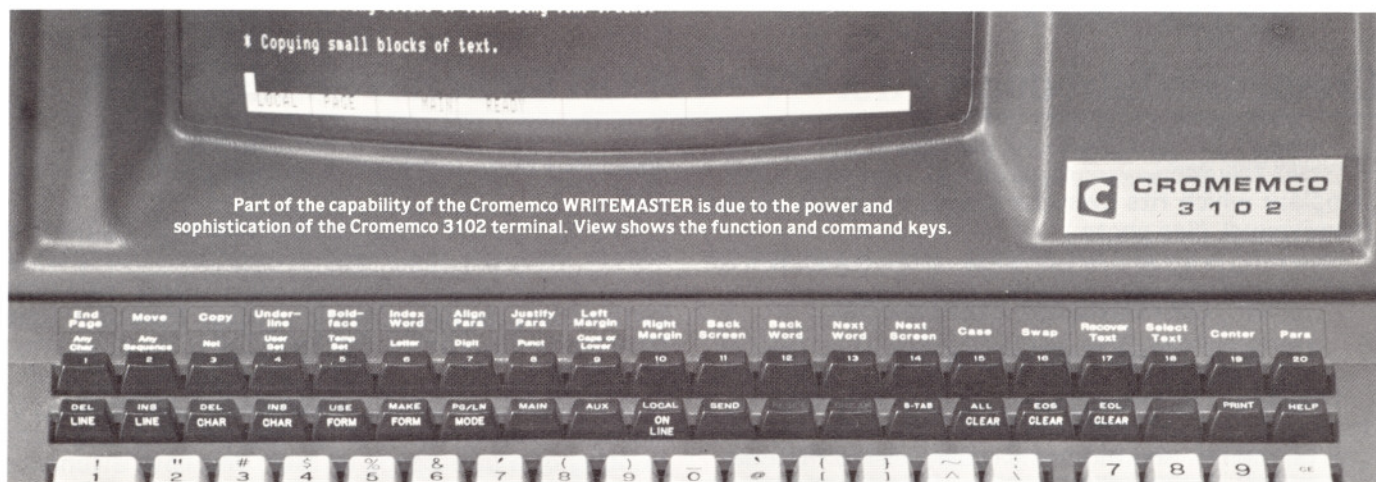 * Copying small blocks of text.
LOCAL PAGE MAIN READY
Part of the capability of the Cromemco WRITEMASTER is due to the power and
sophistication of the Cromemco 3102 terminal. View shows the function and command keys.
C CROMEMCO
3102
End Page Move Copy Under-line Bold-face Index Word Align Para Justify Para Left Margin Right Margin Back Screen Back Word Next Word Next Screen Case Swap Recover Text Select Text Center Para
Any Char Any Sequence Not User Set Temp Set Letter Digit Punct Caps or Lower
1 2 3 4 5 6 7 8 9 10 11 12 13 14 15 16 17 18 19 20
DEL INS DEL INS USE MAKE PG/LN MAIN AUX LOCAL SEND B-TAB ALL EOS EOL PRINT HELP
LINE LINE CHAR CHAR FORM FORM MODE ON LINE CLEAR CLEAR CLEAR
! " # $ % & ' ( ) _ ` { } ~ ¦
1 2 3 4 5 6 7 8 9 0 @ [ ] ^ \ 7 8 9 CE